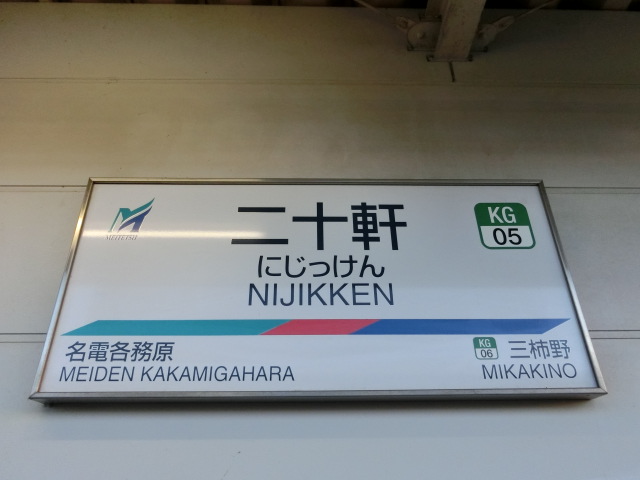 MEITETSU
二十軒
KG
05
にじっけん
NIJIKKEN
名電各務原
MEIDEN KAKAMIGAHARA
KG
06
三柿野
MIKAKINO